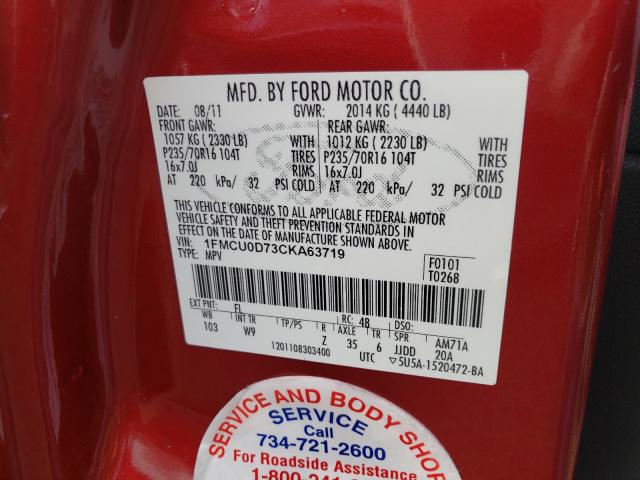 MFD. BY FORD MOTOR CO.
DATE: 08/11 GVWR: 2014 KG ( 4440 LB)
FRONT GAWR: REAR GAWR:
1057 KG ( 2330 LB) WITH 1012 KG ( 2230 LB) WITH
P235/70R16 104T TIRES P235/70R16 104T TIRES
16x7.0J RIMS 16x7.0J RIMS
AT 220 kPa/ 32 PSI COLD AT 220 kPa/ 32 PSI COLD
THIS VEHICLE CONFORMS TO ALL APPLICABLE FEDERAL MOTOR
VEHICLE SAFETY AND THEFT PREVENTION STANDARDS
IN EFFECT ON THE DATE OF MANUFACTURE SHOWN ABOVE.
VIN: 1FMCU0D73CKA63719
TYPE: MPV
F0101
T0268
EXT PNT: FL RC: 48 DSO:
WB INT TR TP/PS R AXLE TR SPR AM71A
103 W9 Z 35 6 JJDD 20A
1201108303400 UTC ▽5U5A-1520472-BA
SERVICE AND BODY SHOP
SERVICE
Call
734-721-2600
For Roadside Assistance